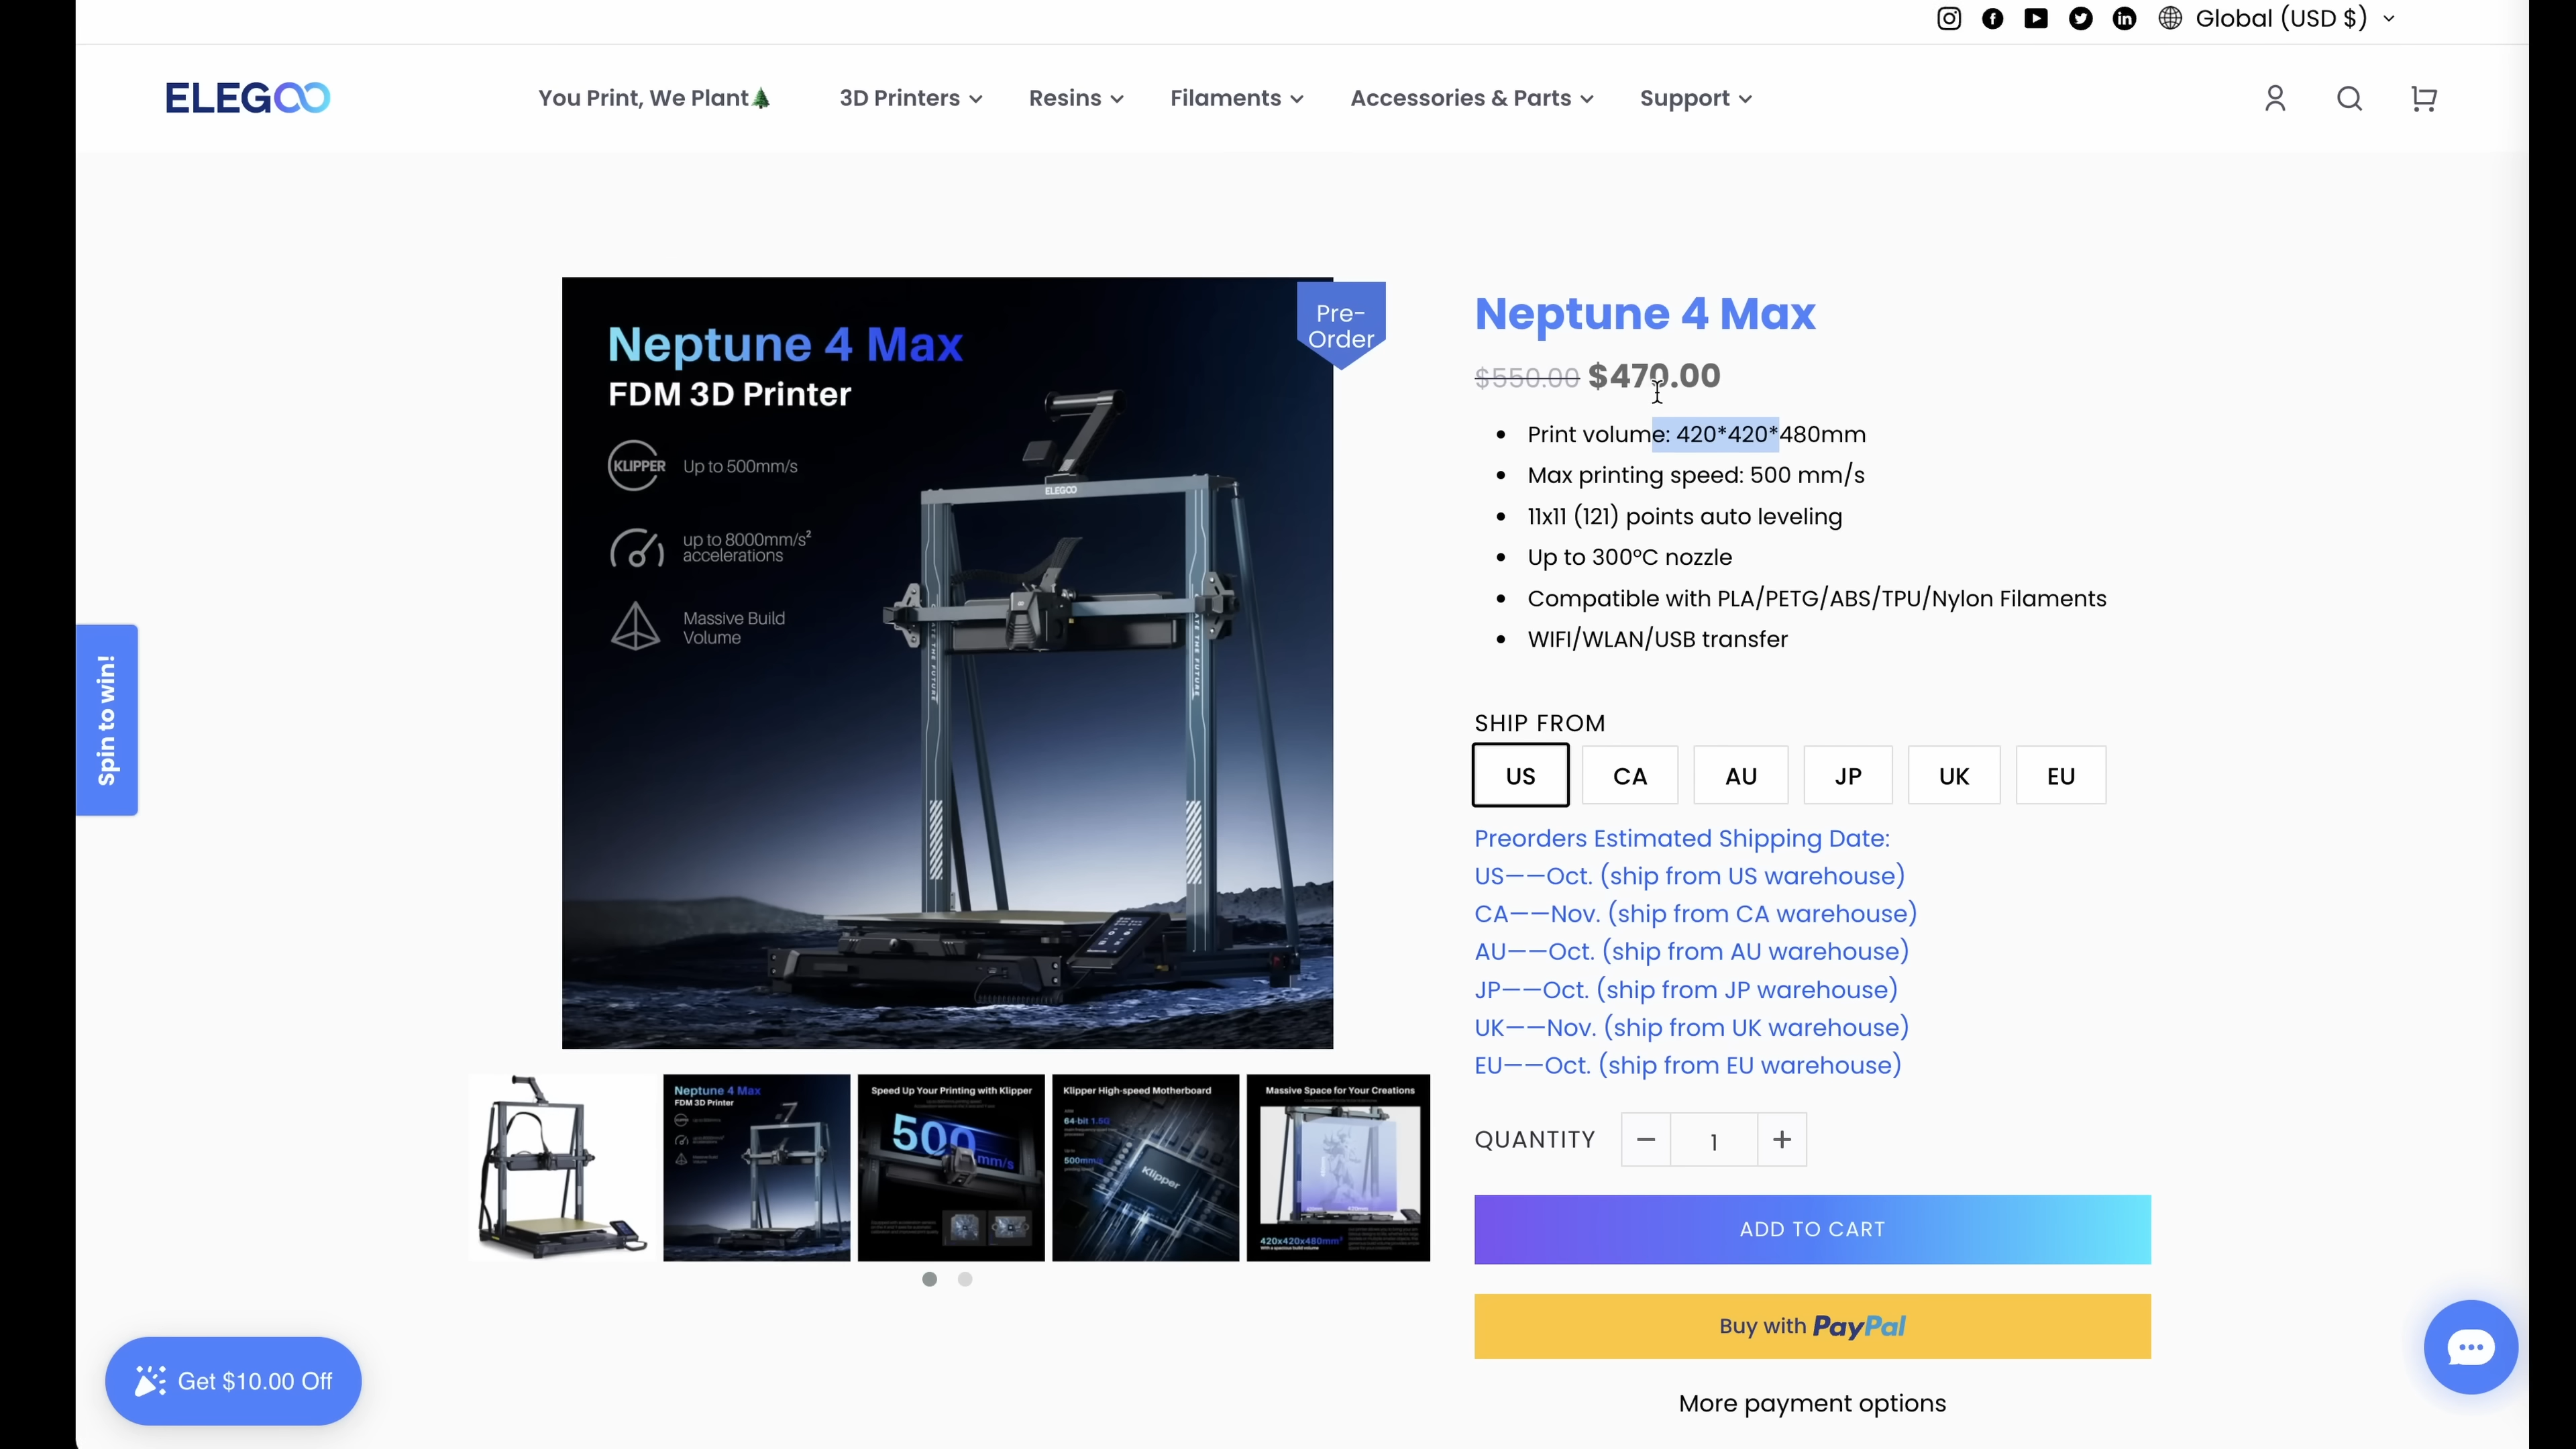 Global (USD $)
ELEGOO
You Print, We Plant🌲
3D Printers
Resins
Filaments
Accessories & Parts
Support
Neptune 4 Max
FDM 3D Printer
KLIPPER
Up to 500mm/s
up to 8000mm/s²
accelerations
Massive Build
Volume
ELEGOO
Pre-
Order
Neptune 4 Max
$550.00 $470.00
• Print volume: 420*420*480mm
• Max printing speed: 500 mm/s
• 11x11 (121) points auto leveling
• Up to 300°C nozzle
• Compatible with PLA/PETG/ABS/TPU/Nylon Filaments
• WIFI/WLAN/USB transfer
SHIP FROM
US
CA
AU
JP
UK
EU
Preorders Estimated Shipping Date:
US——Oct. (ship from US warehouse)
CA——Nov. (ship from CA warehouse)
AU——Oct. (ship from AU warehouse)
JP——Oct. (ship from JP warehouse)
UK——Nov. (ship from UK warehouse)
EU——Oct. (ship from EU warehouse)
QUANTITY
1
ADD TO CART
Buy with PayPal
More payment options
Spin to win!
Neptune 4 Max
FDM 3D Printer
Speed Up Your Printing with Klipper
500
mm/s
Klipper High-speed Motherboard
64-bit 1.5G
500mm/s
Klipper
Massive Space for Your Creations
420x420x480mm³
Get $10.00 Off